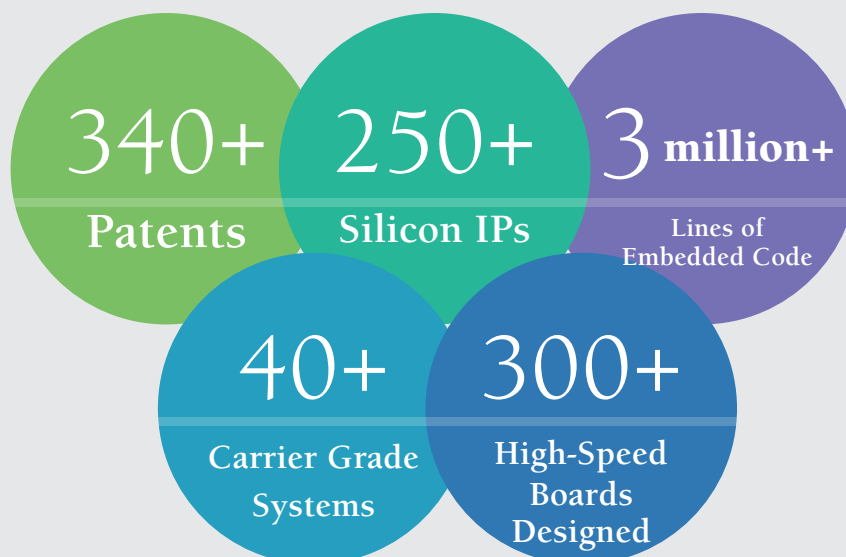 340+
Patents
250+
Silicon IPs
3 million+
Lines of
Embedded Code
40+
Carrier Grade
Systems
300+
High-Speed
Boards
Designed